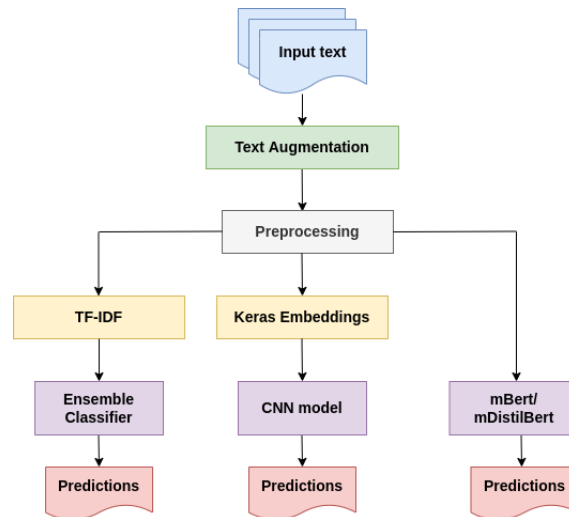 Input text
Text Augmentation
Preprocessing
TF-IDF
Keras Embeddings
Ensemble
Classifier
CNN model
mBert/
mDistilBert
Predictions
Predictions
Predictions